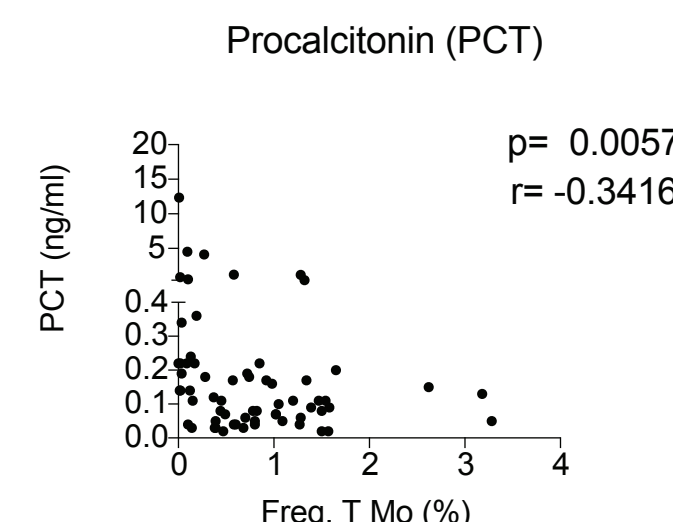 Procalcitonin (PCT)
p= 0.0057
r= -0.3416
PCT (ng/ml)
20
15
10
5
0.4
0.3
0.2
0.1
0.0
0 1 2 3 4
Freq. T Mo (%)